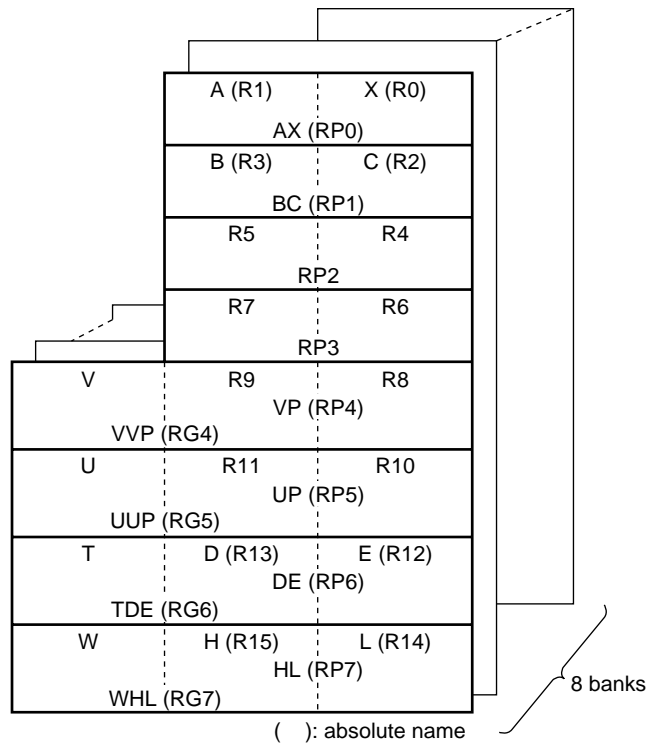 A (R1) X (R0)
AX (RP0)
B (R3) C (R2)
BC (RP1)
R5 R4
RP2
R7 R6
RP3
V R9 R8
VP (RP4)
VVP (RG4)
U R11 R10
UP (RP5)
UUP (RG5)
T D (R13) E (R12)
DE (RP6)
TDE (RG6)
W H (R15) L (R14)
HL (RP7)
WHL (RG7)
8 banks
( ): absolute name